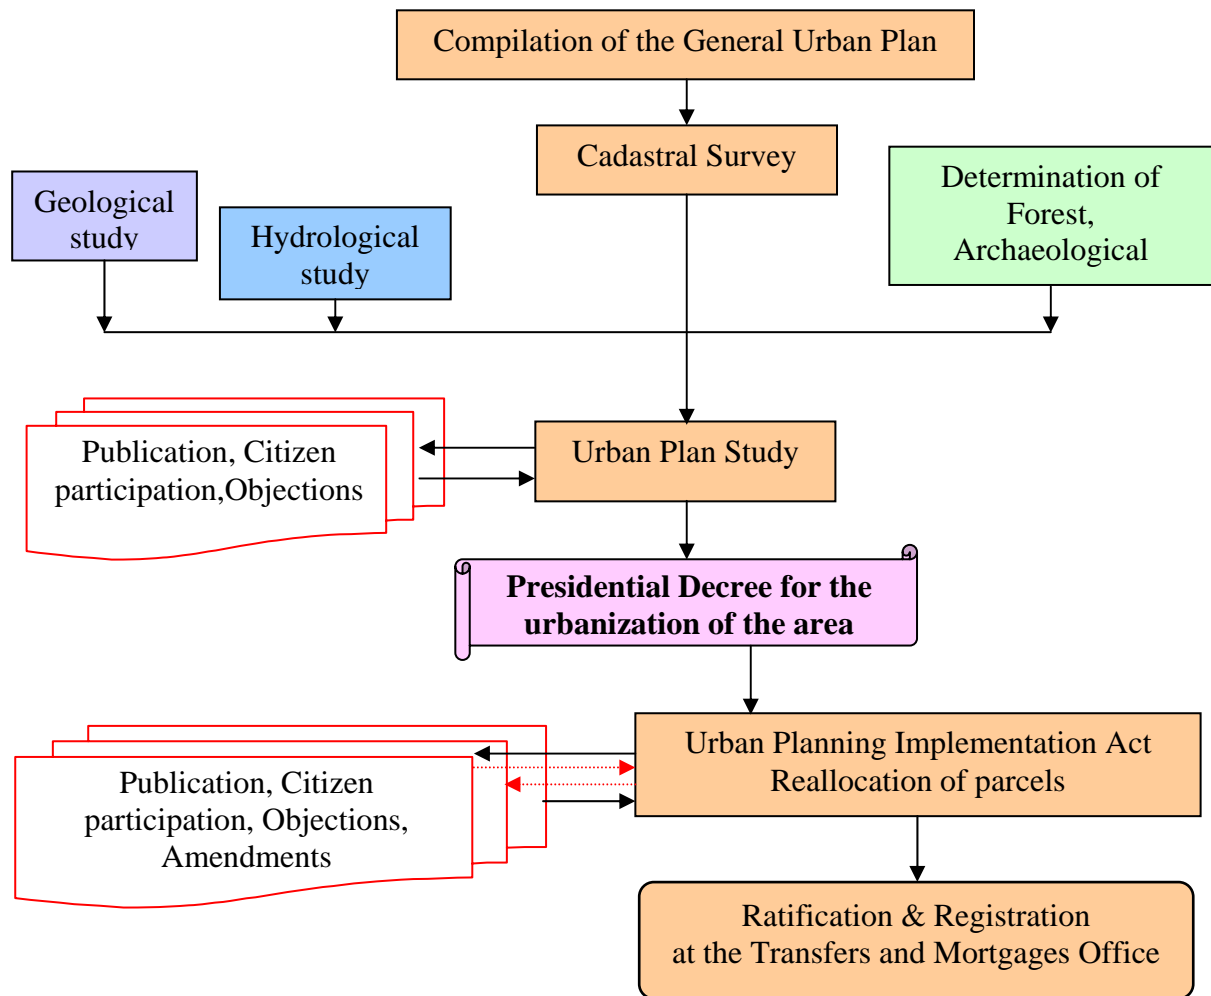 Compilation of the General Urban Plan
Cadastral Survey
Determination of
Forest,
Archaeological
Geological
study
Hydrological
study
Publication, Citizen
participation,Objections
Urban Plan Study
Presidential Decree for the
urbanization of the area
Urban Planning Implementation Act
Reallocation of parcels
Publication, Citizen
participation, Objections,
Amendments
Ratification & Registration
at the Transfers and Mortgages Office